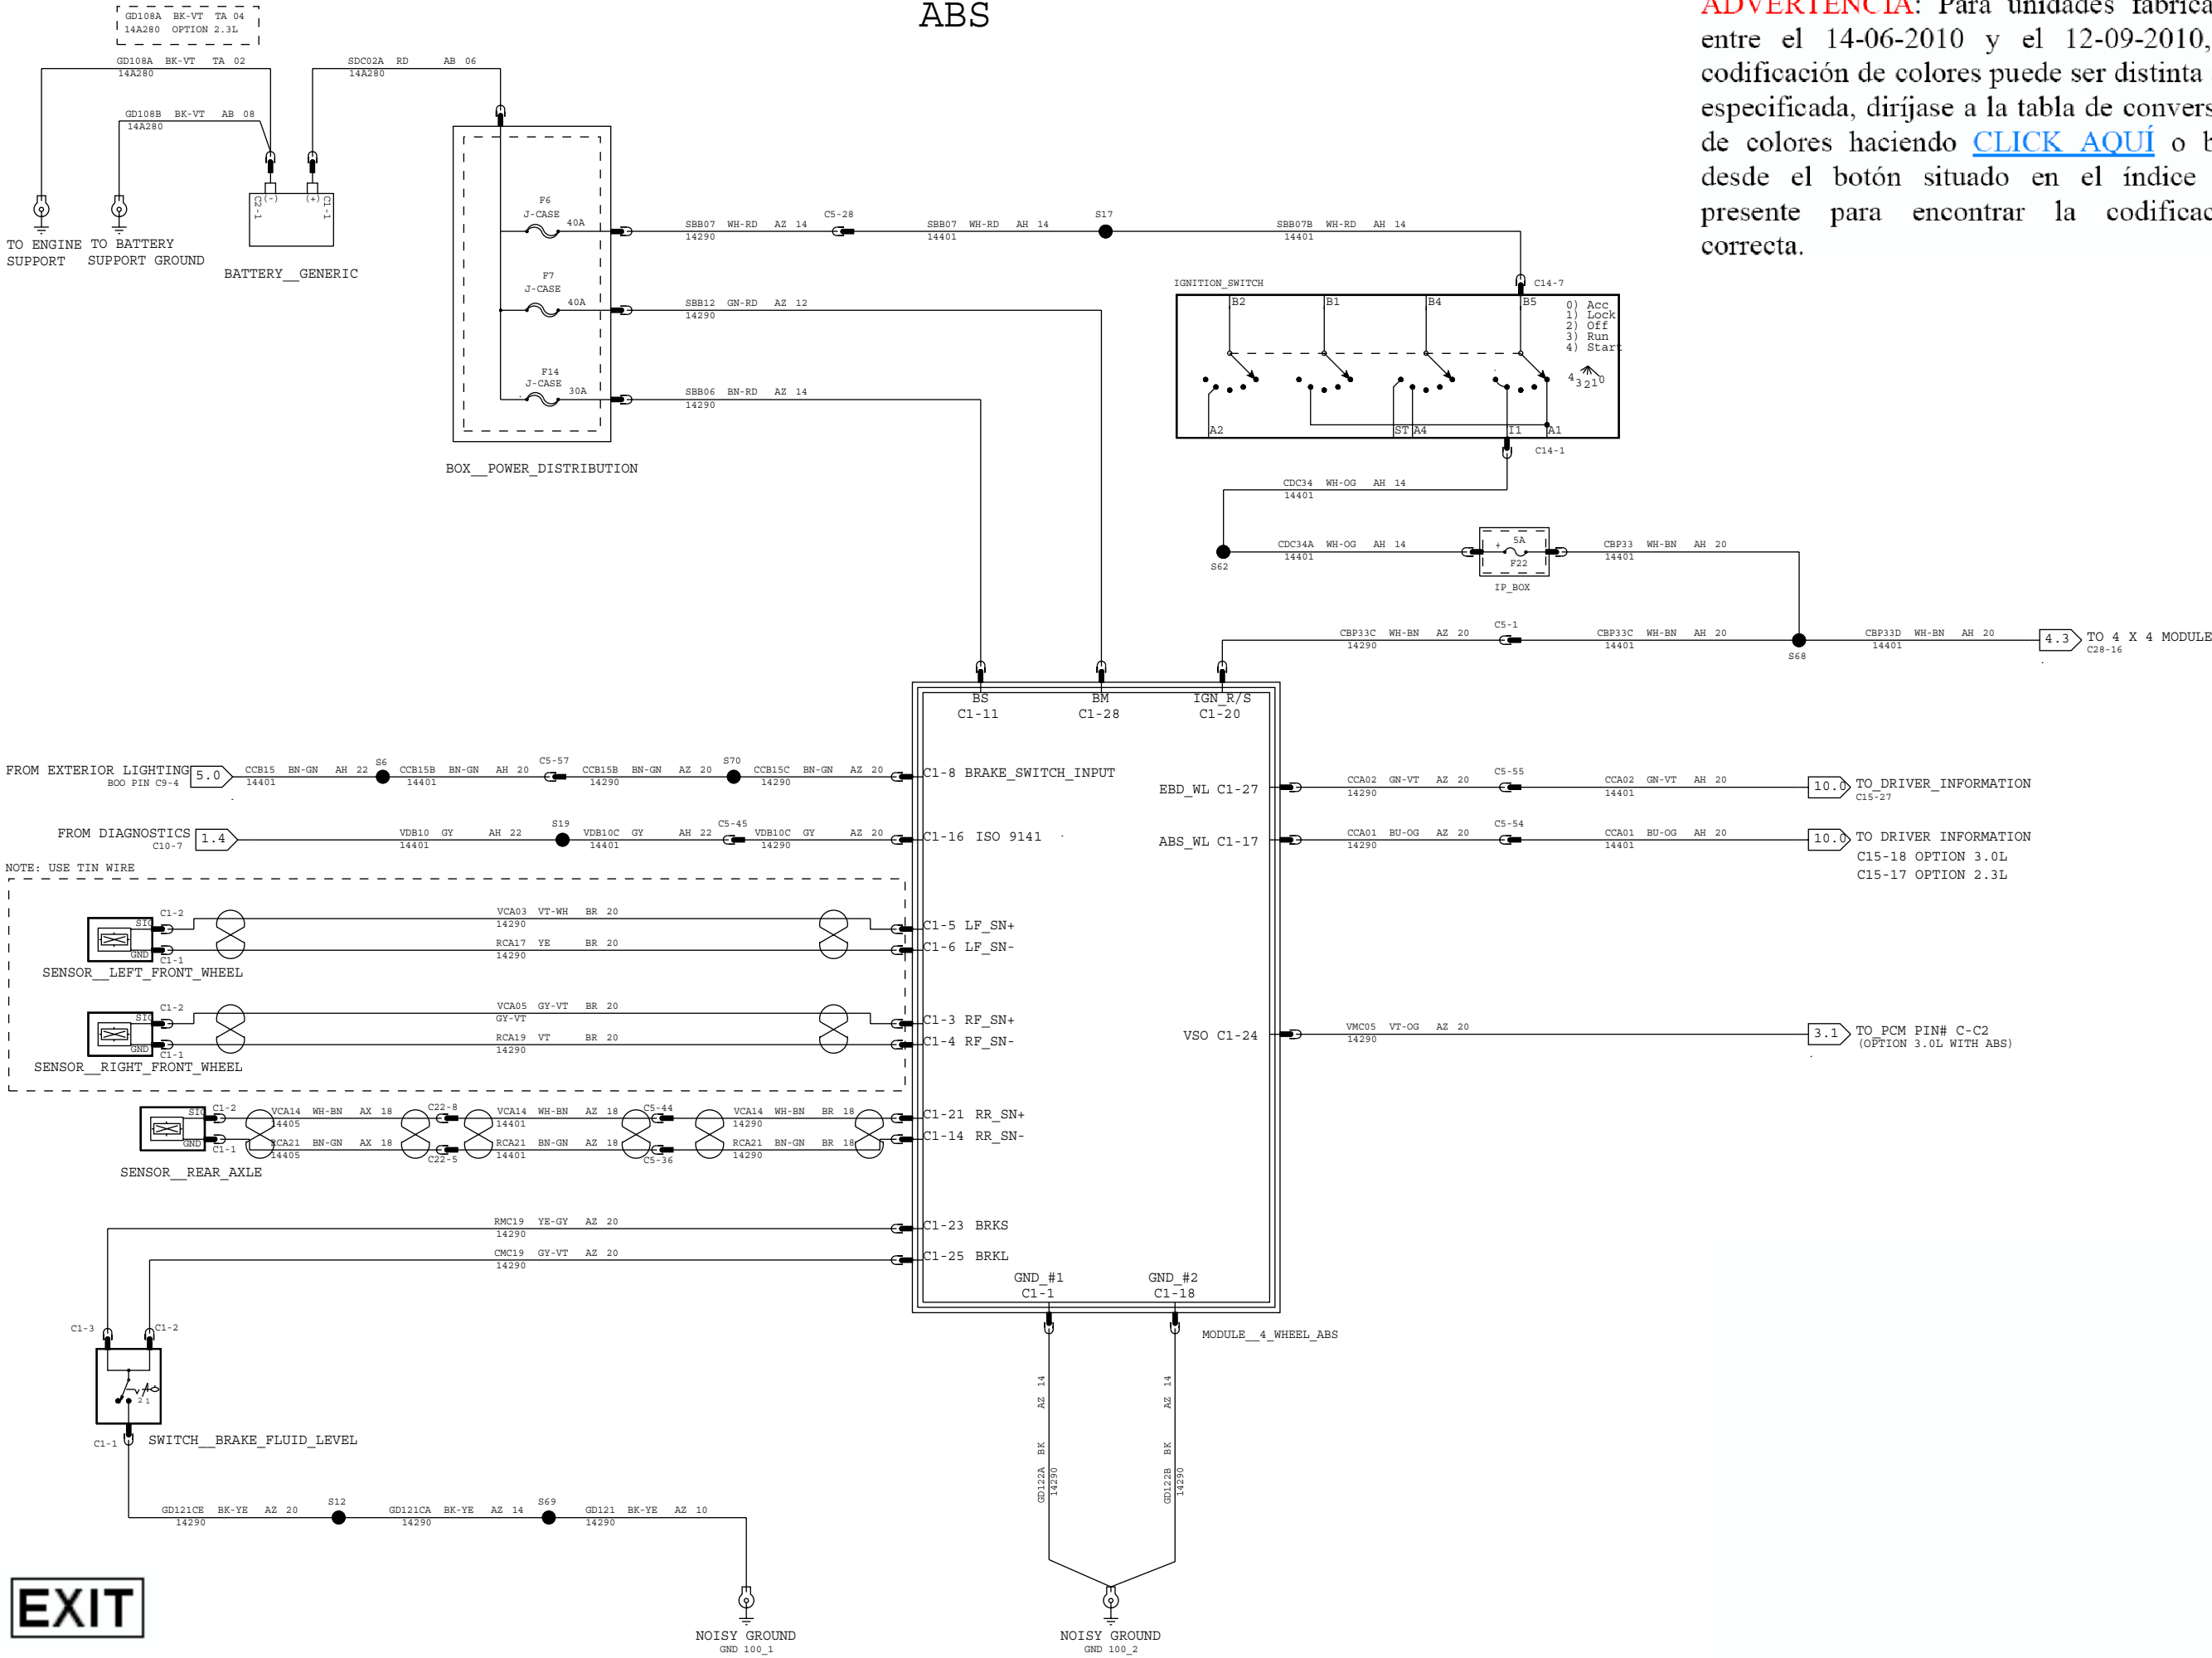 ABS
ADVERTENCIA: Para unidades fabrica
entre el 14-06-2010 y el 12-09-2010,
codificación de colores puede ser distinta
especificada, diríjase a la tabla de convers
de colores haciendo CLICK AQUÍ o b
desde el botón situado en el índice
presente para encontrar la codificac
correcta.
GD108A BK-VT TA 04
14A280 OPTION 2.3L
GD108A BK-VT TA 02
14A280
SDC02A RD AB 06
14A280
GD108B BK-VT AB 08
14A280
C2-1 (-) (+) C1-1
TO ENGINE SUPPORT
TO BATTERY SUPPORT GROUND
BATTERY__GENERIC
F6
J-CASE
40A
F7
J-CASE
40A
F14
J-CASE
30A
BOX__POWER_DISTRIBUTION
SBB07 WH-RD AZ 14
14290
C5-28
SBB07 WH-RD AH 14
14401
S17
SBB07B WH-RD AH 14
14401
SBB12 GN-RD AZ 12
14290
SBB06 BN-RD AZ 14
14290
IGNITION_SWITCH
C14-7
B2 B1 B4 B5
0) Acc
1) Lock
2) Off
3) Run
4) Start
4 3 2 1 0
A2 ST A4 I1 A1
C14-1
CDC34 WH-OG AH 14
14401
S62
CDC34A WH-OG AH 14
14401
+ 5A
F22
IP_BOX
CBP33 WH-BN AH 20
14401
CBP33C WH-BN AZ 20
14290
C5-1
CBP33C WH-BN AH 20
14401
S68
CBP33D WH-BN AH 20
14401
4.3 TO 4 X 4 MODULE
C28-16
BS
C1-11
BM
C1-28
IGN_R/S
C1-20
FROM EXTERIOR LIGHTING 5.0
BOO PIN C9-4
CCB15 BN-GN AH 22
14401
S6
CCB15B BN-GN AH 20
14401
C5-57
CCB15B BN-GN AZ 20
14290
S70
CCB15C BN-GN AZ 20
C1-8 BRAKE_SWITCH_INPUT
FROM DIAGNOSTICS 1.4
C10-7
VDB10 GY AH 22
14401
S19
VDB10C GY AH 22
14401
C5-45
VDB10C GY AZ 20
14290
C1-16 ISO 9141
EBD_WL C1-27
CCA02 GN-VT AZ 20
14290
C5-55
CCA02 GN-VT AH 20
14401
10.0 TO DRIVER INFORMATION
C15-27
ABS_WL C1-17
CCA01 BU-OG AZ 20
14290
C5-54
CCA01 BU-OG AH 20
14401
10.0 TO DRIVER INFORMATION
C15-18 OPTION 3.0L
C15-17 OPTION 2.3L
NOTE: USE TIN WIRE
SIG C1-2
GND C1-1
SENSOR__LEFT_FRONT_WHEEL
VCA03 VT-WH BR 20
14290
RCA17 YE BR 20
14290
C1-5 LF_SN+
C1-6 LF_SN-
SIG C1-2
GND C1-1
SENSOR__RIGHT_FRONT_WHEEL
VCA05 GY-VT BR 20
GY-VT
RCA19 VT BR 20
14290
C1-3 RF_SN+
C1-4 RF_SN-
VSO C1-24
VMC05 VT-OG AZ 20
14290
3.1 TO PCM PIN# C-C2
(OPTION 3.0L WITH ABS)
SIG C1-2
GND C1-1
SENSOR__REAR_AXLE
VCA14 WH-BN AX 18
14405
C22-8
VCA14 WH-BN AZ 18
14401
C5-44
VCA14 WH-BN BR 18
14290
C1-21 RR_SN+
RCA21 BN-GN AX 18
14405
C22-5
RCA21 BN-GN AZ 18
14401
C5-36
RCA21 BN-GN BR 18
14290
C1-14 RR_SN-
RMC19 YE-GY AZ 20
14290
C1-23 BRKS
CMC19 GY-VT AZ 20
14290
C1-25 BRKL
GND_#1
C1-1
GND_#2
C1-18
MODULE__4_WHEEL_ABS
C1-3
C1-2
2 1
C1-1
SWITCH__BRAKE_FLUID_LEVEL
GD122A BK AZ 14
14290
GD122B BK AZ 14
14290
GD121CE BK-YE AZ 20
14290
S12
GD121CA BK-YE AZ 14
14290
S69
GD121 BK-YE AZ 10
14290
NOISY GROUND
GND 100_1
NOISY GROUND
GND 100_2
EXIT